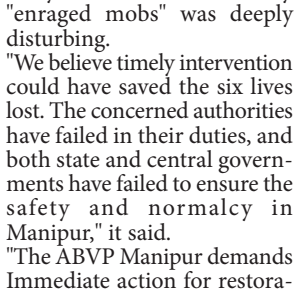 "enraged mobs" was deeply
disturbing.
"We believe timely intervention
could have saved the six lives
lost. The concerned authorities
have failed in their duties, and
both state and central govern-
ments have failed to ensure the
safety and normalcy in
Manipur," it said.
"The ABVP Manipur demands
Immediate action for restora-